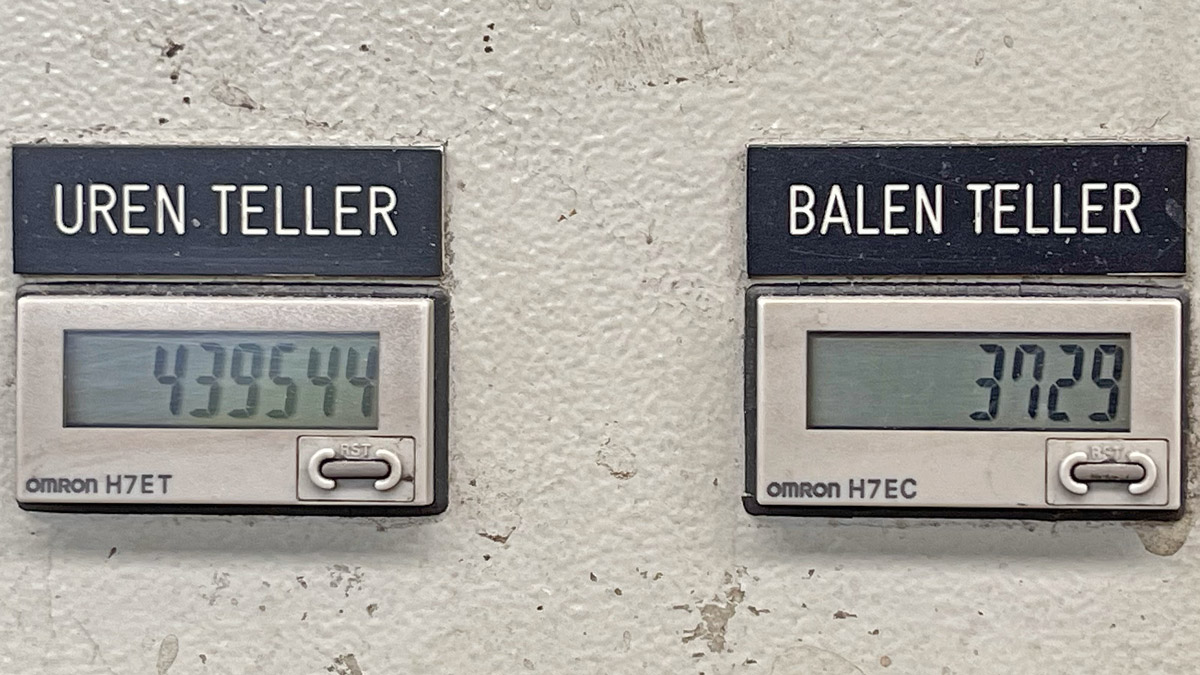 UREN TELLER
439544
RST
OMRON H7ET
BALEN TELLER
3729
RST
OMRON H7EC